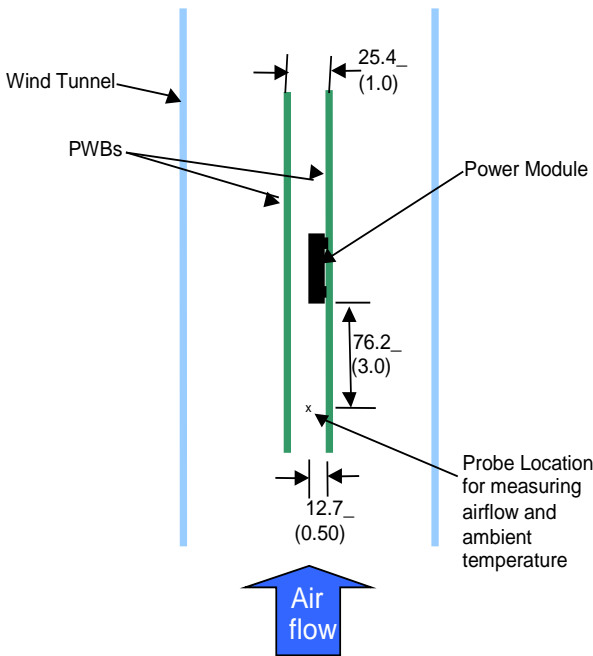 25.4_
(1.0)
Wind Tunnel
PWBs
Power Module
76.2_
(3.0)
x
Probe Location
for measuring
airflow and
ambient
temperature
12.7_
(0.50)
Air
flow